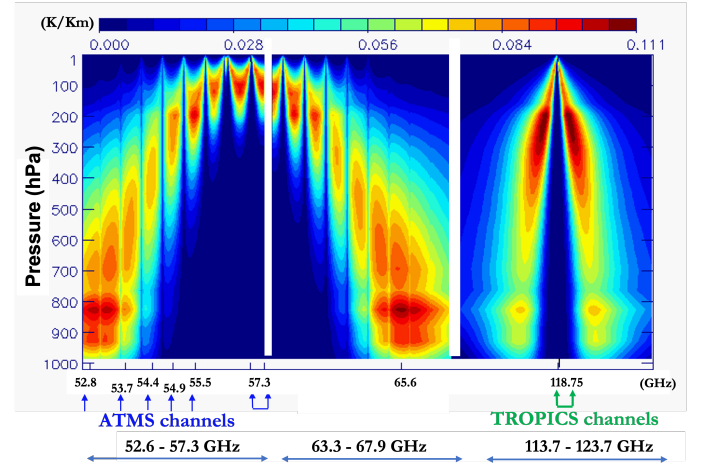 (K/Km)
0.000 0.028 0.056 0.084 0.111
Pressure (hPa)
1
100
200
300
400
500
600
700
800
900
1000
52.8 53.7 54.4 54.9 55.5 57.3 65.6 118.75 (GHz)
ATMS channels TROPICS channels
52.6 - 57.3 GHz 63.3 - 67.9 GHz 113.7 - 123.7 GHz